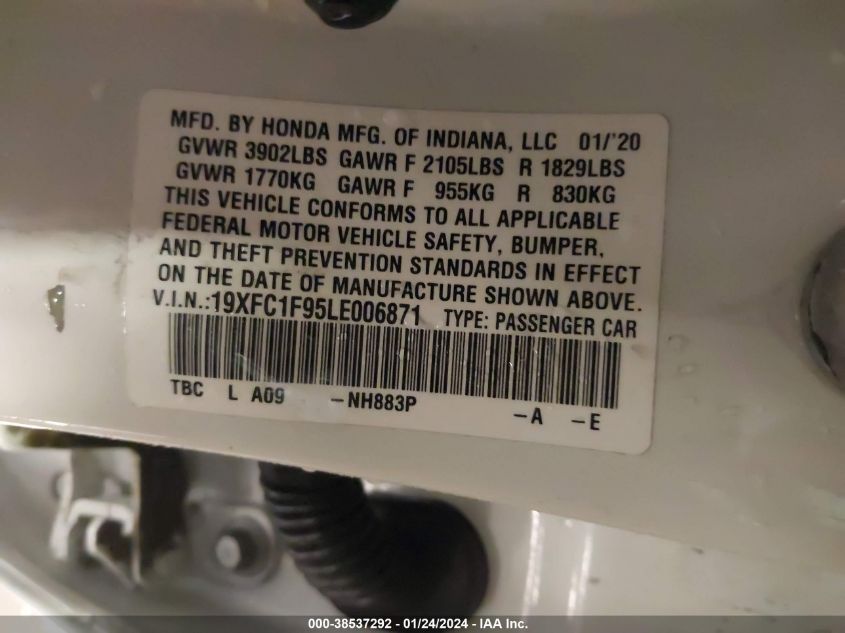 MFD. BY HONDA MFG. OF INDIANA, LLC 01/'20
GVWR 3902LBS GAWR F 2105LBS R 1829LBS
GVWR 1770KG GAWR F 955KG R 830KG
THIS VEHICLE CONFORMS TO ALL APPLICABLE
FEDERAL MOTOR VEHICLE SAFETY, BUMPER,
AND THEFT PREVENTION STANDARDS IN EFFECT
ON THE DATE OF MANUFACTURE SHOWN ABOVE.
V.I.N.:19XFC1F95LE006871 TYPE: PASSENGER CAR
TBC L A09 -NH883P -A -E
000-38537292 - 01/24/2024 - IAA Inc.